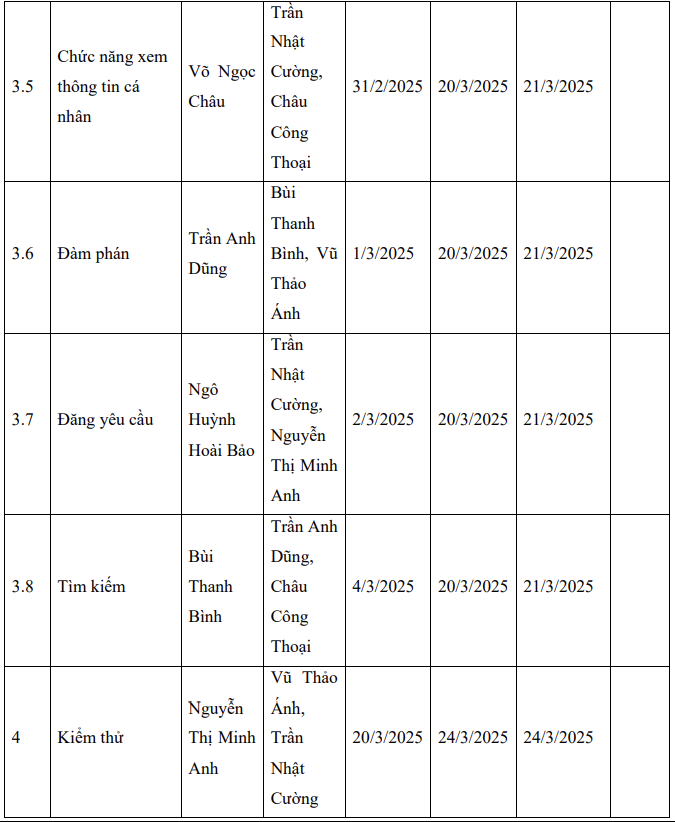 3.5
Chức năng xem
thông tin cá
nhân
Võ Ngọc
Châu
Trần
Nhật
Cường,
Châu
Công
Thoại
31/2/2025
20/3/2025
21/3/2025
3.6
Đàm phán
Trần Anh
Dũng
Bùi
Thanh
Bình, Vũ
Thảo
Ánh
1/3/2025
20/3/2025
21/3/2025
3.7
Đăng yêu cầu
Ngô
Huỳnh
Hoài Bảo
Trần
Nhật
Cường,
Nguyễn
Thị Minh
Anh
2/3/2025
20/3/2025
21/3/2025
3.8
Tìm kiếm
Bùi
Thanh
Bình
Trần Anh
Dũng,
Châu
Công
Thoại
4/3/2025
20/3/2025
21/3/2025
4
Kiểm thử
Nguyễn
Thị Minh
Anh
Vũ Thảo
Ánh,
Trần
Nhật
Cường
20/3/2025
24/3/2025
24/3/2025